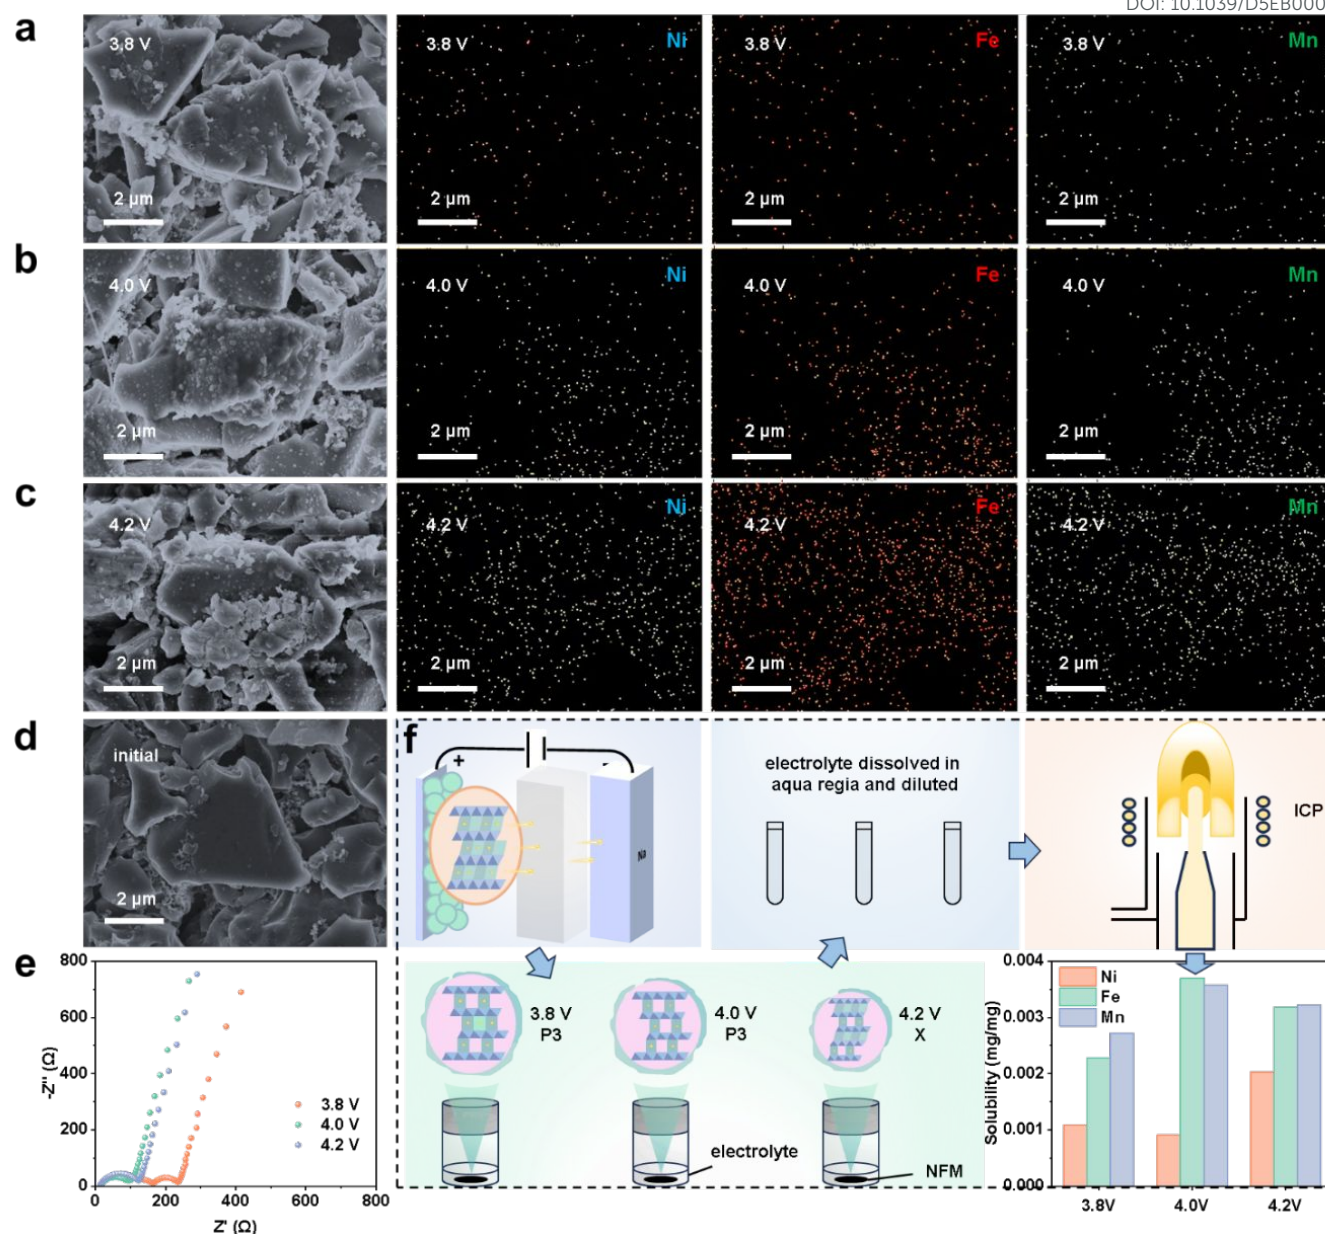 DOI: 10.1039/D5EB000
a
3.8 V
2 μm
3.8 V
Ni
2 μm
3.8 V
Fe
2 μm
3.8 V
Mn
2 μm
b
4.0 V
2 μm
4.0 V
Ni
2 μm
4.0 V
Fe
2 μm
4.0 V
Mn
2 μm
c
4.2 V
2 μm
4.2 V
Ni
2 μm
4.2 V
Fe
2 μm
4.2 V
Mn
2 μm
d
initial
2 μm
f
+
-
Na
electrolyte dissolved in
aqua regia and diluted
ICP
3.8 V
P3
4.0 V
P3
4.2 V
X
electrolyte
NFM
e
800
600
400
200
0
-Z'' (Ω)
3.8 V
4.0 V
4.2 V
0
200
400
600
800
Z' (Ω)
0.004
0.003
0.002
0.001
0.000
Solubility (mg/mg)
Ni
Fe
Mn
3.8V
4.0V
4.2V